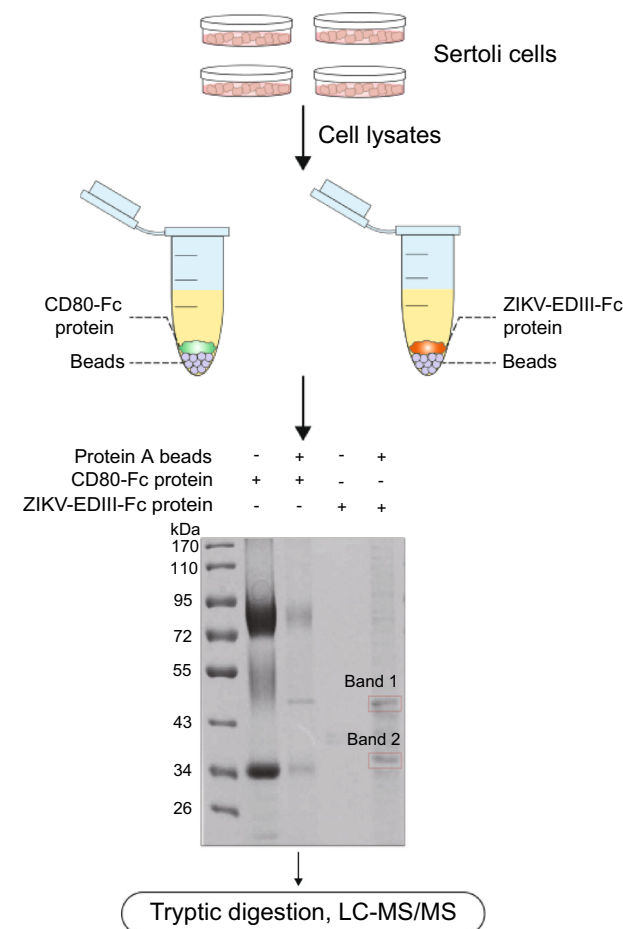 Sertoli cells
Cell lysates
CD80-Fc
protein
Beads
ZIKV-EDIII-Fc
protein
Beads
Protein A beads - + - +
CD80-Fc protein + + - -
ZIKV-EDIII-Fc protein - - + +
kDa
170
110
95
72
55
Band 1
43
Band 2
34
26
Tryptic digestion, LC-MS/MS